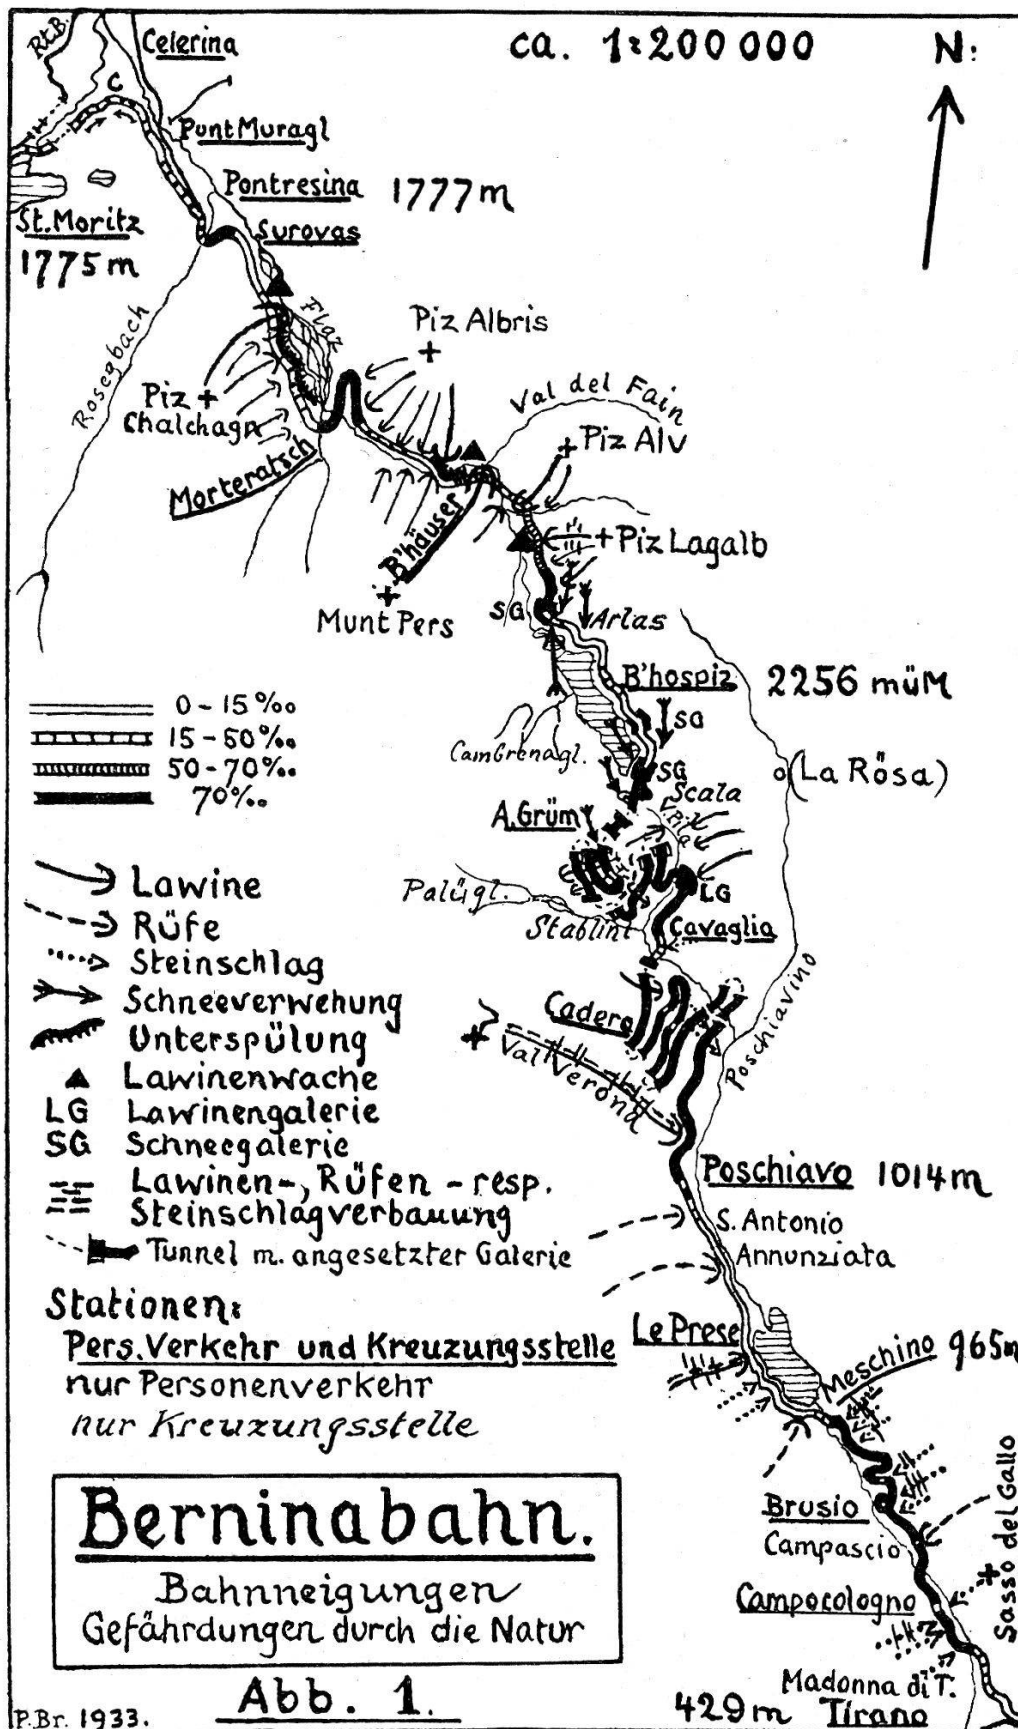 Rt.B.
Celerina
ca. 1:200 000
N:
C
Punt Muragl
Pontresina 1777m
Surovas
St. Moritz
1775 m
Flaz
Piz Albris
Rosegbach
Piz
Chalchagn
Val del Fain
Piz Alv
Morteratsch
B'häuser
Piz Lagalb
Munt Pers
SG
Arlas
B'hospiz 2256 müM
0-15‰
15-50‰
50-70‰
70‰
SG
Cambrenagl.
SG
(La Rösa)
Scala
A.Grüm
V. Pila
Lawine
Palügl.
LG
Rüfe
Stablini
Cavaglia
Steinschlag
Schneeverwehung
Cadera
Poschiavino
Unterspülung
Val Verona
Lawinenwache
LG Lawinengalerie
SG Schneegalerie
Lawinen-, Rüfen - resp.
Steinschlagverbauung
Poschiavo 1014m
S. Antonio
Annunziata
Tunnel m. angesetzter Galerie
Stationen:
Le Prese
Pers. Verkehr und Kreuzungsstelle
Meschino 965m
nur Personenverkehr
nur Kreuzungsstelle
Sasso del Gallo
Berninabahn.
Brusio
Campascio
Bahnneigungen
Campocologno
Gefährdungen durch die Natur
Abb. 1.
Madonna di T.
429m Tirano
P.Br. 1933.